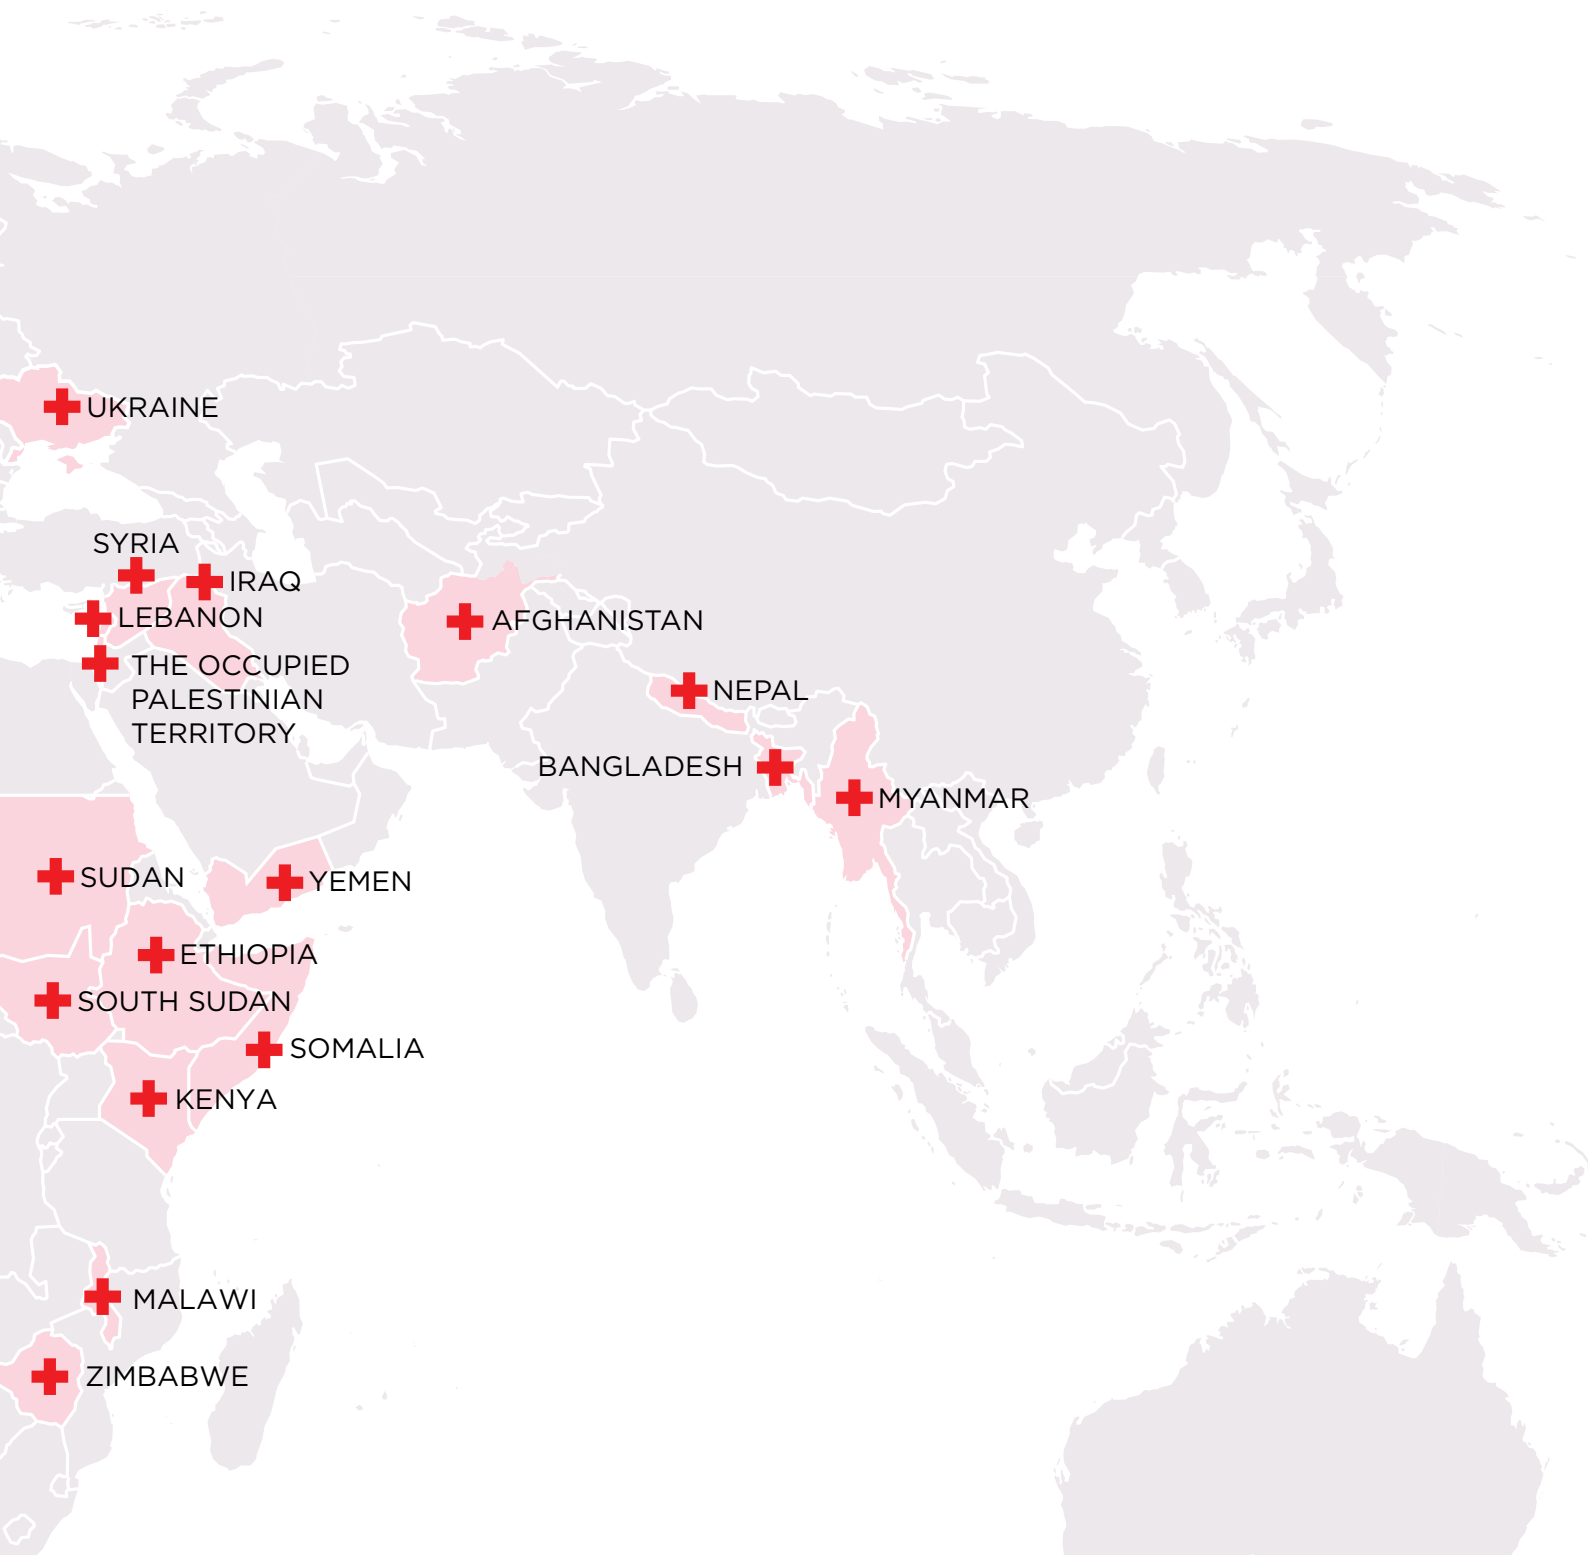 UKRAINE
SYRIA
IRAQ
LEBANON
AFGHANISTAN
THE OCCUPIED
PALESTINIAN
TERRITORY
NEPAL
BANGLADESH
MYANMAR
SUDAN
YEMEN
ETHIOPIA
SOUTH SUDAN
SOMALIA
KENYA
MALAWI
ZIMBABWE